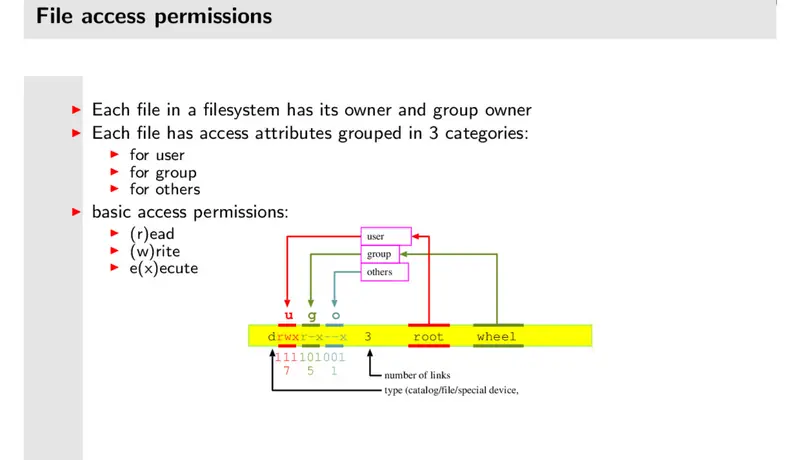 File access permissions
Each file in a filesystem has its owner and group owner
Each file has access attributes grouped in 3 categories:
for user
for group
for others
basic access permissions:
(r)ead
(w)rite
e(x)ecute
user
group
others
u g o
drwxr-x--x 3 root wheel
111101001
7 5 1
number of links
type (catalog/file/special device,